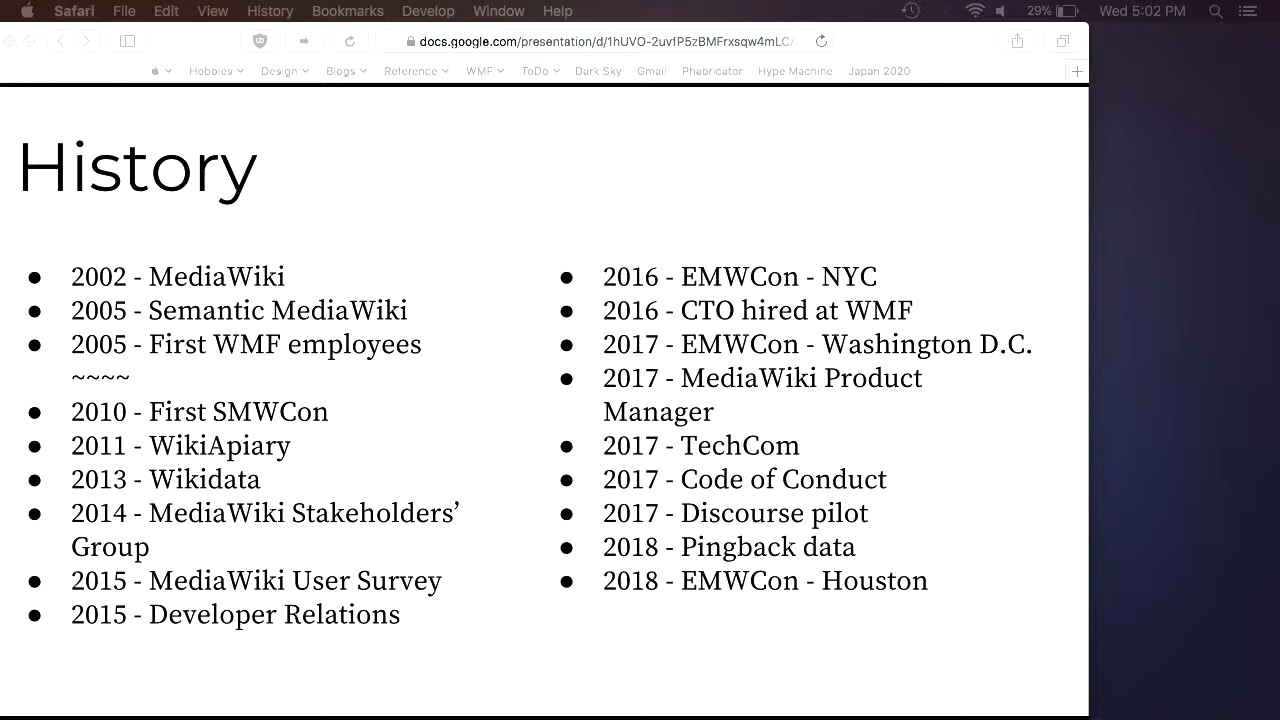 Safari File Edit View History Bookmarks Develop Window Help 29% Wed 5:02 PM
docs.google.com/presentation/d/1hUVO-2uvfP5zBMFrxsqw4mLC
Hobbies Design Blogs Reference WMF ToDo Dark Sky Gmail Phabricator Hype Machine Japan 2020
History
● 2002 - MediaWiki
● 2005 - Semantic MediaWiki
● 2005 - First WMF employees
~~~~
● 2010 - First SMWCon
● 2011 - WikiApiary
● 2013 - Wikidata
● 2014 - MediaWiki Stakeholders’
Group
● 2015 - MediaWiki User Survey
● 2015 - Developer Relations
● 2016 - EMWCon - NYC
● 2016 - CTO hired at WMF
● 2017 - EMWCon - Washington D.C.
● 2017 - MediaWiki Product
Manager
● 2017 - TechCom
● 2017 - Code of Conduct
● 2017 - Discourse pilot
● 2018 - Pingback data
● 2018 - EMWCon - Houston